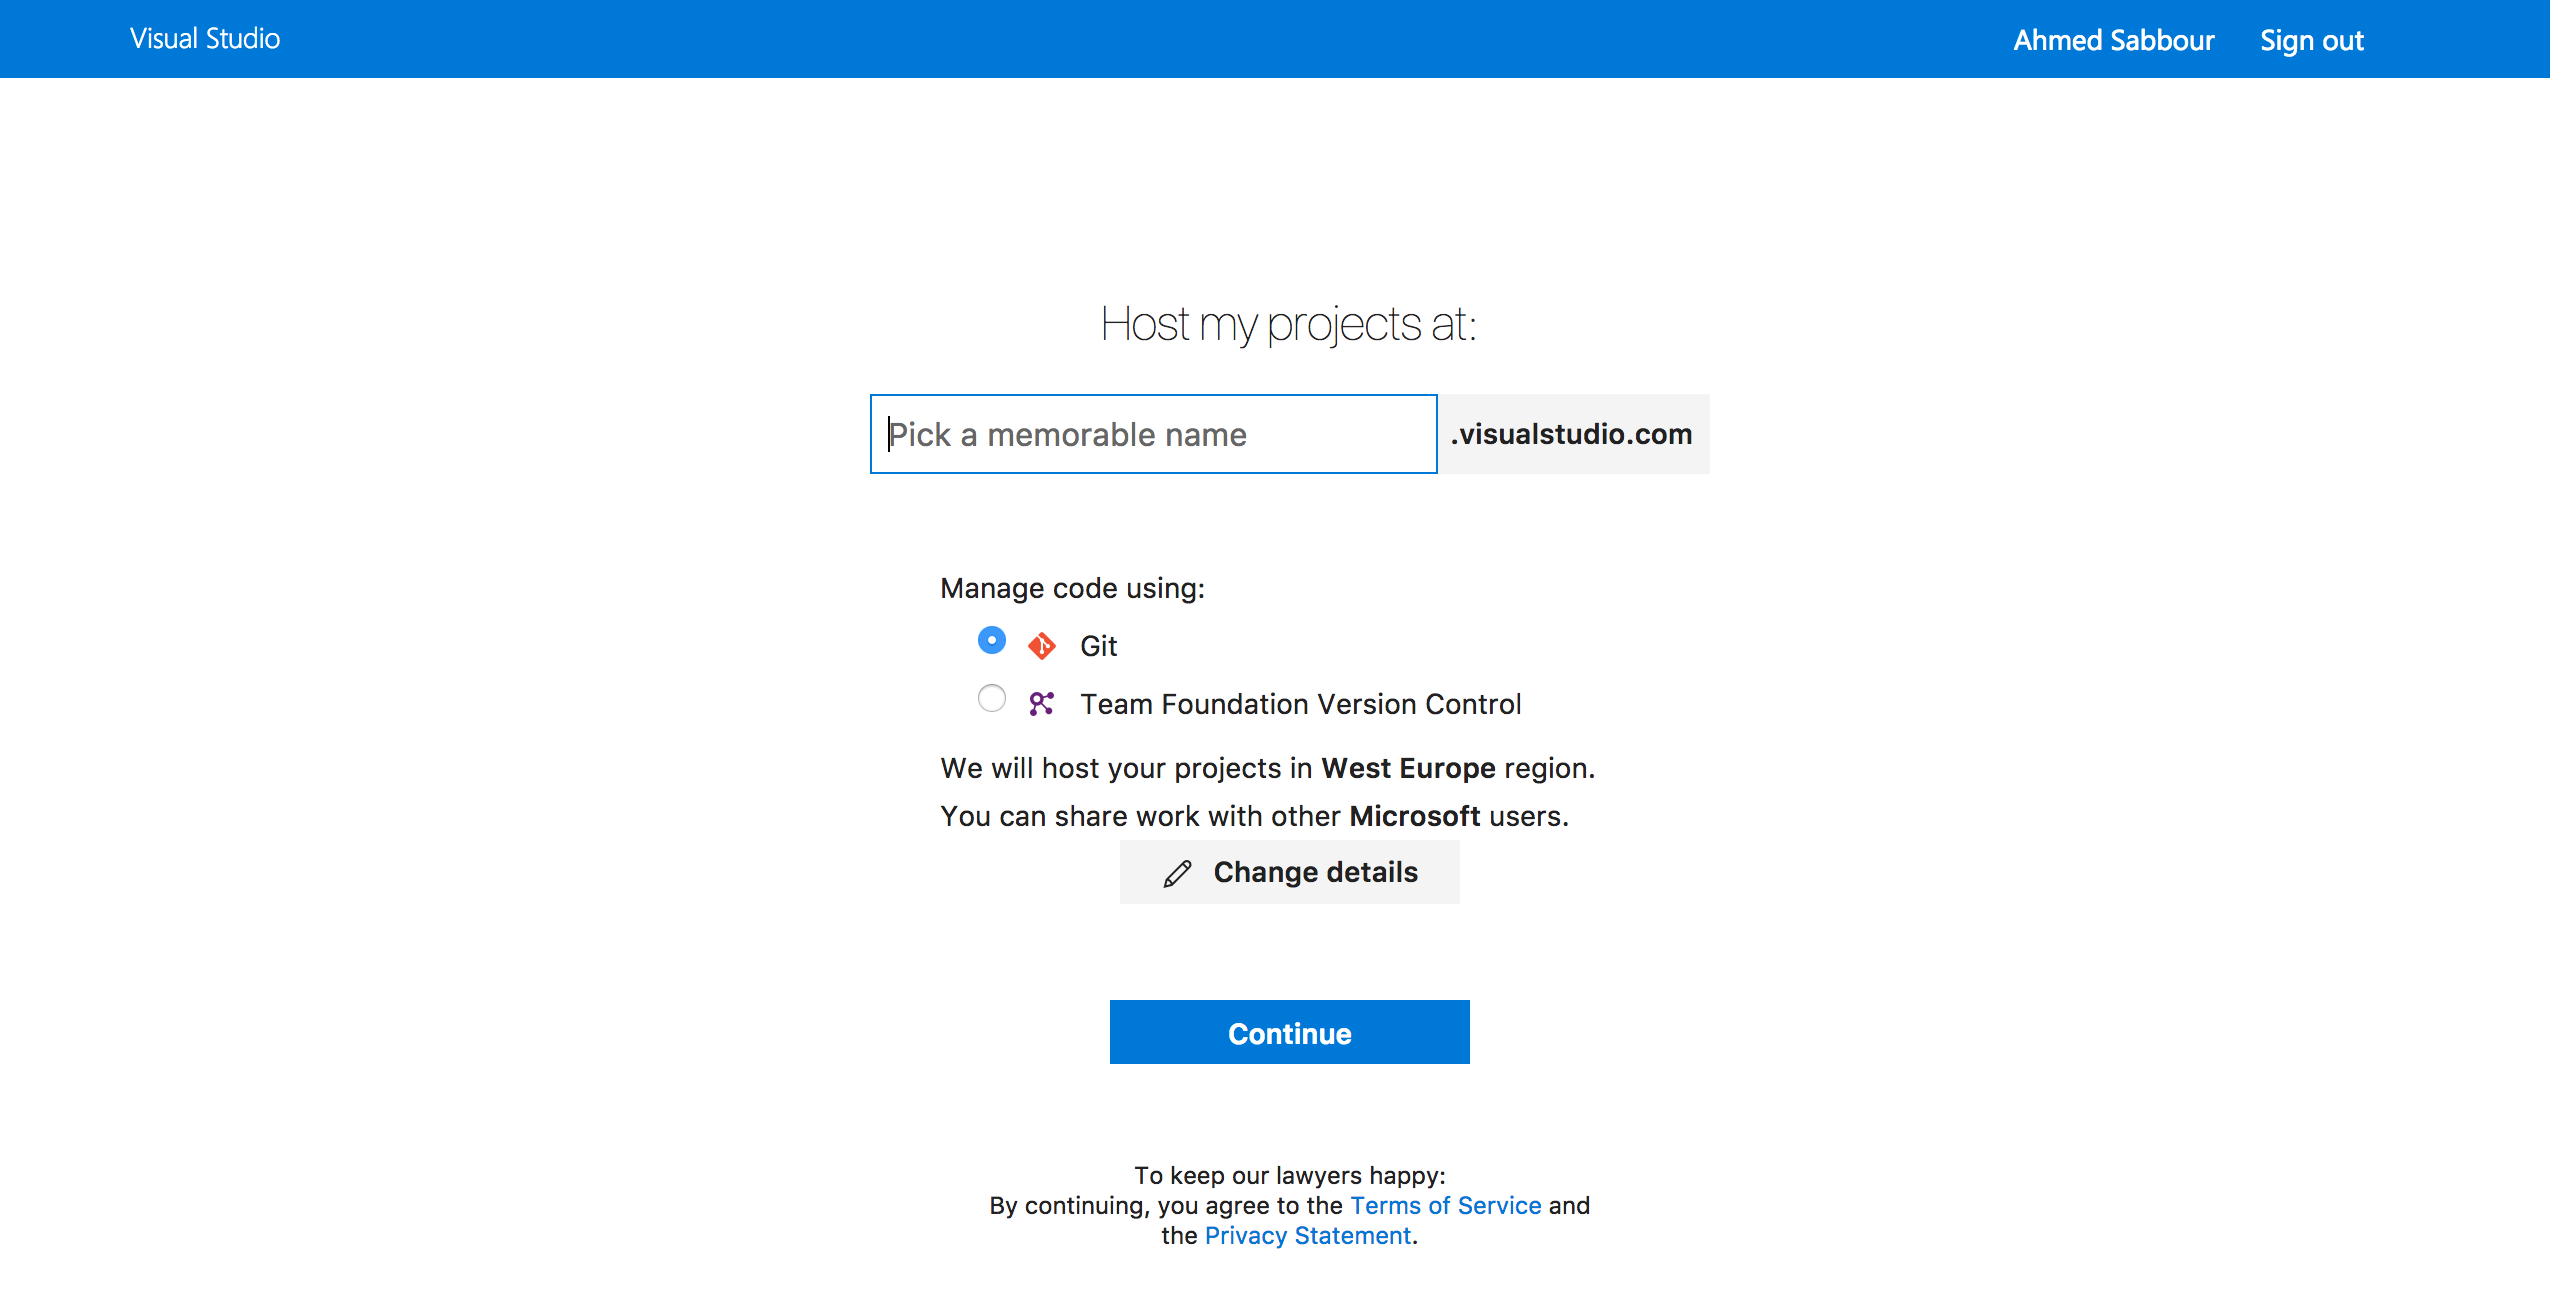 Visual Studio
Ahmed Sabbour
Sign out
Host my projects at:
Pick a memorable name
.visualstudio.com
Manage code using:
Git
Team Foundation Version Control
We will host your projects in West Europe region.
You can share work with other Microsoft users.
Change details
Continue
To keep our lawyers happy:
By continuing, you agree to the Terms of Service and
the Privacy Statement.